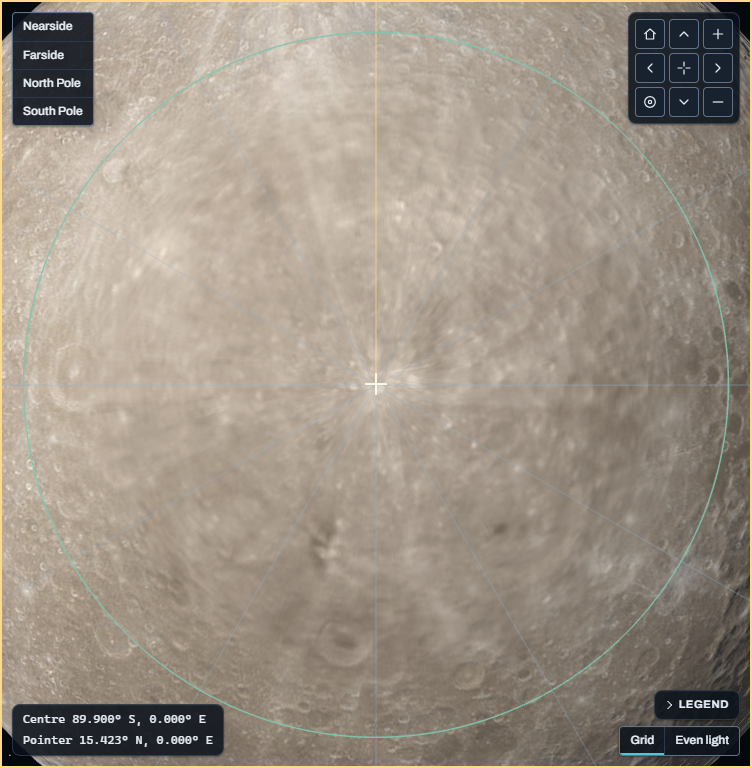 Nearside
Farside
North Pole
South Pole
Centre 89.900° S, 0.000° E
Pointer 15.423° N, 0.000° E
LEGEND
Grid Even light